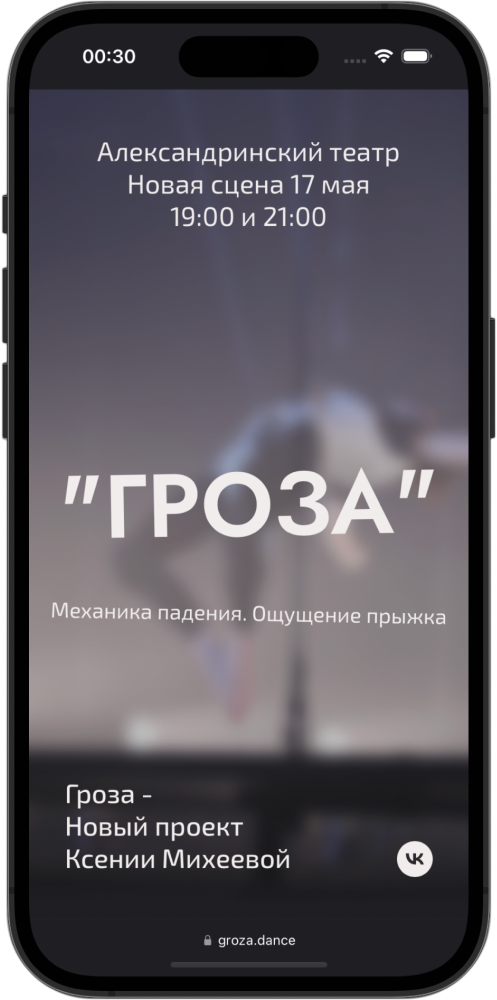 00:30
Александринский театр
Новая сцена 17 мая
19:00 и 21:00
"ГРОЗА"
Механика падения. Ощущение прыжка
Гроза -
Новый проект
Ксении Михеевой
VK
groza.dance